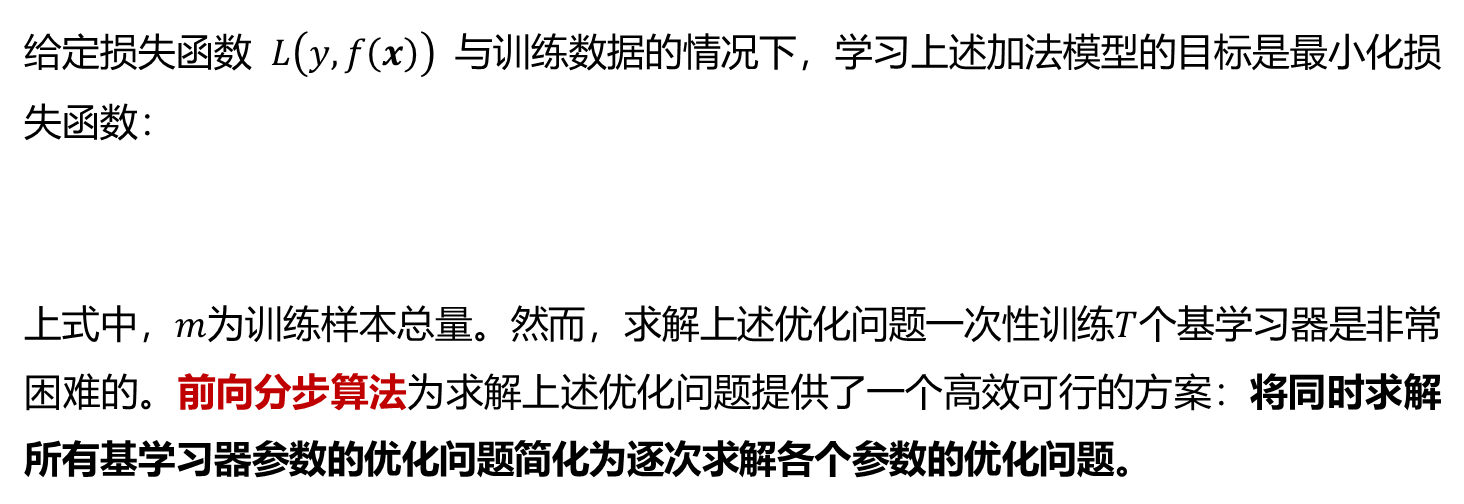 给定损失函数 L(y, f(x)) 与训练数据的情况下，学习上述加法模型的目标是最小化损
失函数：
上式中，m为训练样本总量。然而，求解上述优化问题一次性训练T个基学习器是非常
困难的。前向分步算法为求解上述优化问题提供了一个高效可行的方案：将同时求解
所有基学习器参数的优化问题简化为逐次求解各个参数的优化问题。